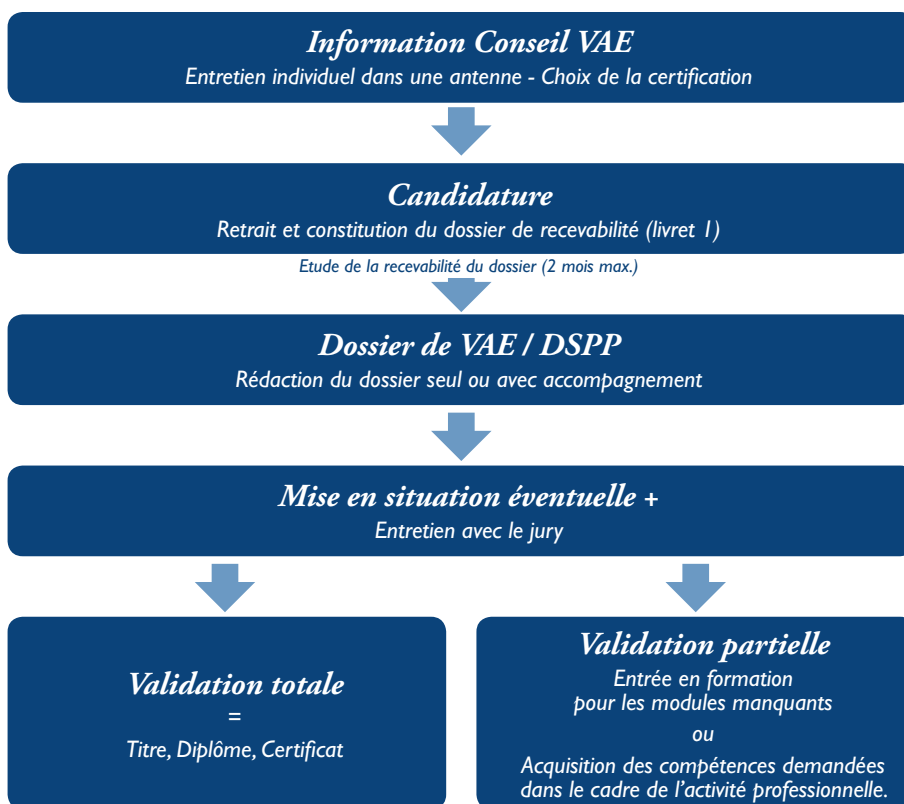 Information Conseil VAE
Entretien individuel dans une antenne - Choix de la certification
Candidature
Retrait et constitution du dossier de recevabilité (livret 1)
Etude de la recevabilité du dossier (2 mois max.)
Dossier de VAE / DSPP
Rédaction du dossier seul ou avec accompagnement
Mise en situation éventuelle +
Entretien avec le jury
Validation totale
=
Titre, Diplôme, Certificat
Validation partielle
Entrée en formation
pour les modules manquants
ou
Acquisition des compétences demandées
dans le cadre de l’activité professionnelle.